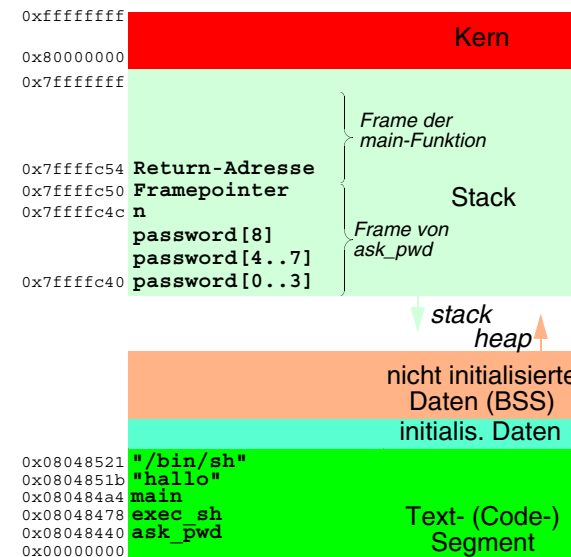 0xffffffff
Kern
0x80000000
0x7fffffff
Frame der
main-Funktion
0x7ffffc54 Return-Adresse
0x7ffffc50 Framepointer
Stack
0x7ffffc4c n
password[8]
Frame von
ask_pwd
password[4..7]
0x7ffffc40 password[0..3]
stack
heap
nicht initialisierte
Daten (BSS)
initialis. Daten
0x08048521 "/bin/sh"
0x0804851b "hallo"
0x080484a4 main
0x08048478 exec_sh
0x08048440 ask_pwd
0x00000000
Text- (Code-)
Segment